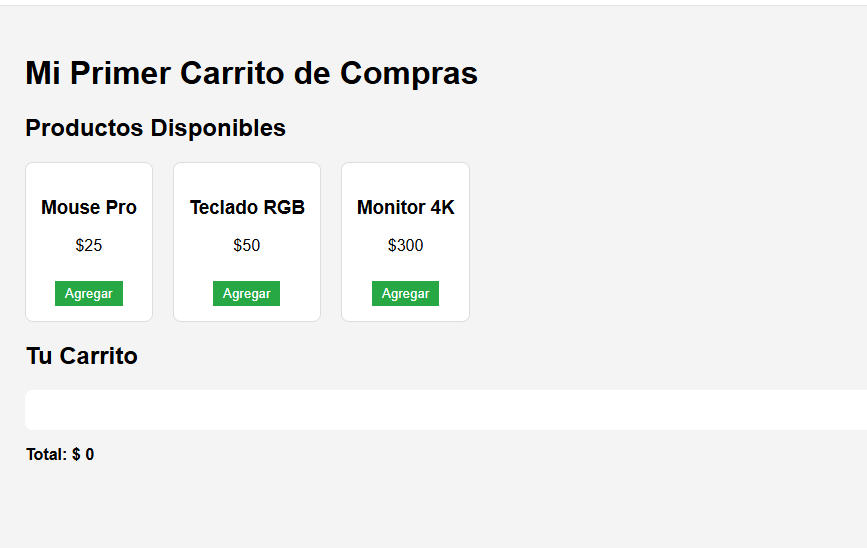 Mi Primer Carrito de Compras
Productos Disponibles
Mouse Pro
$25
Agregar
Teclado RGB
$50
Agregar
Monitor 4K
$300
Agregar
Tu Carrito
Total: $ 0